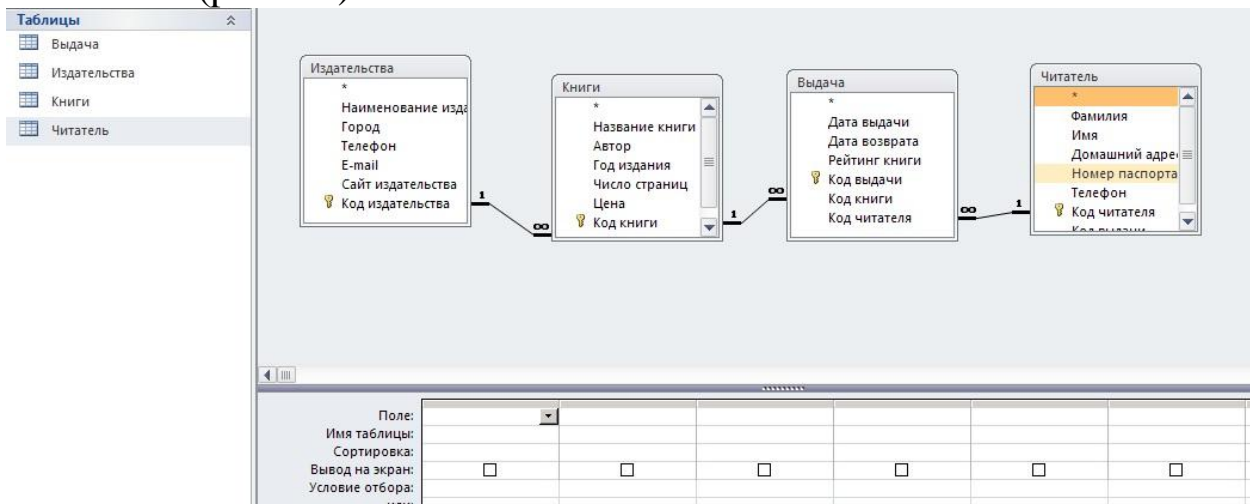 Таблицы
Выдача
Издательства
Книги
Читатель
Издательства
*
Наименование изда
Город
Телефон
E-mail
Сайт издательства
Код издательства
1
∞
Книги
*
Название книги
Автор
Год издания
Число страниц
Цена
Код книги
1
∞
Выдача
*
Дата выдачи
Дата возврата
Рейтинг книги
Код выдачи
Код книги
Код читателя
∞
1
Читатель
*
Фамилия
Имя
Домашний адре
Номер паспорта
Телефон
Код читателя
Код выдачи
Поле:
Имя таблицы:
Сортировка:
Вывод на экран:
Условие отбора:
или: